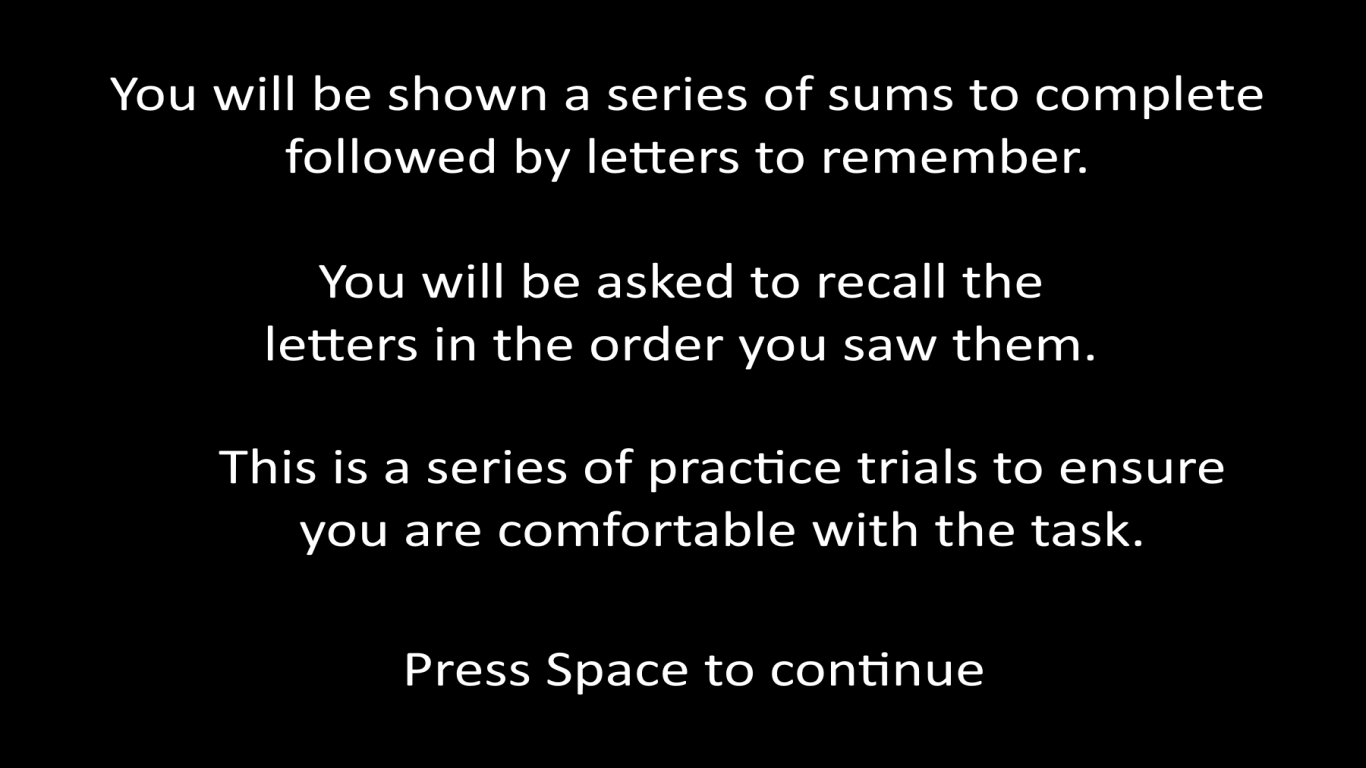 You will be shown a series of sums to complete
followed by letters to remember.
You will be asked to recall the
letters in the order you saw them.
This is a series of practice trials to ensure
you are comfortable with the task.
Press Space to continue